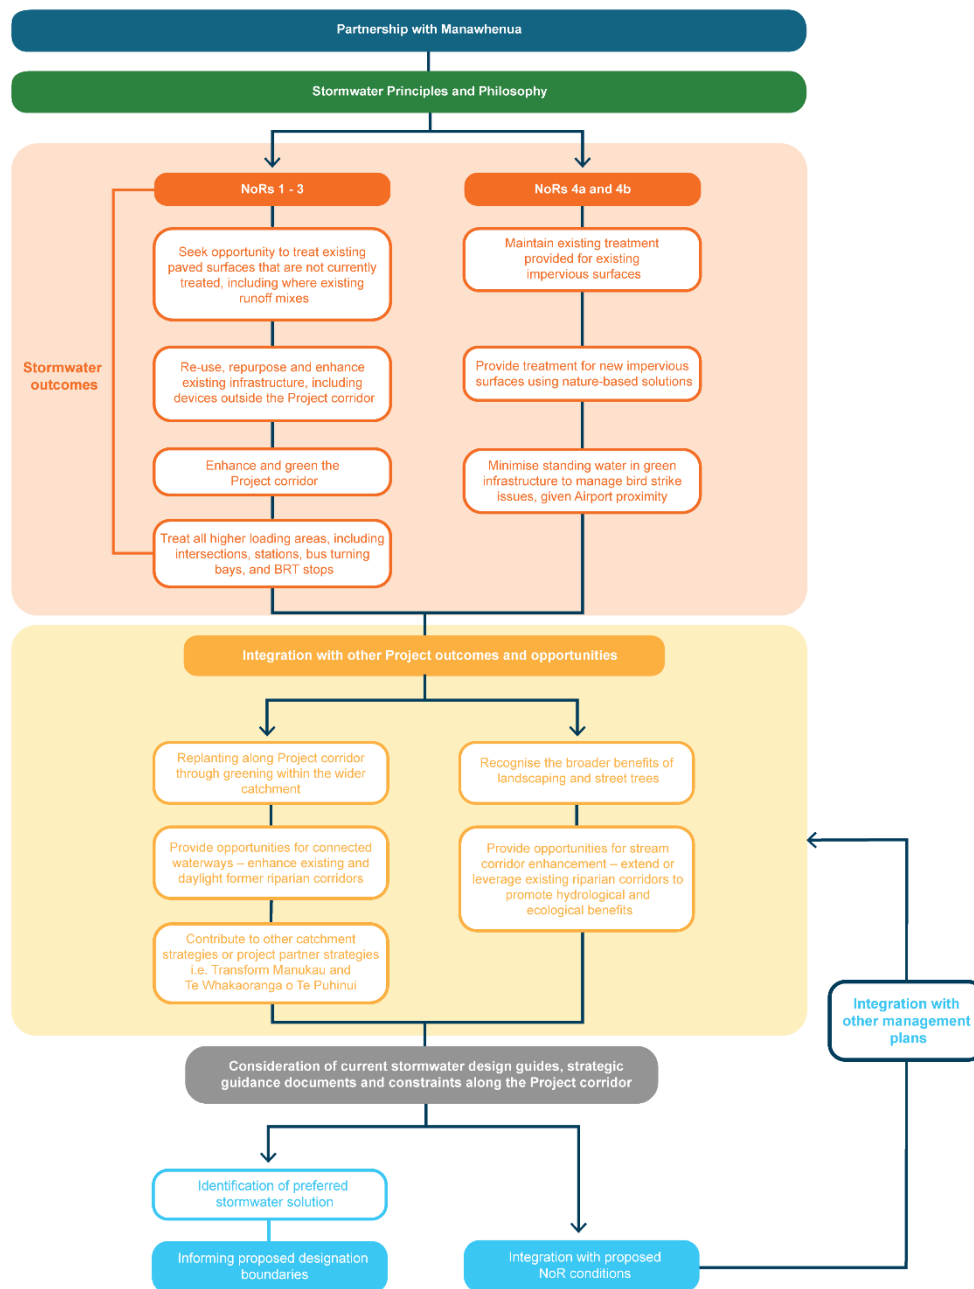 Partnership with Manawhenua
Stormwater Principles and Philosophy
NoRs 1 - 3
Seek opportunity to treat existing
paved surfaces that are not currently
treated, including where existing
runoff mixes
Re-use, repurpose and enhance
existing infrastructure, including
devices outside the Project corridor
Enhance and green the
Project corridor
Treat all higher loading areas, including
intersections, stations, bus turning
bays, and BRT stops
Stormwater
outcomes
NoRs 4a and 4b
Maintain existing treatment
provided for existing
impervious surfaces
Provide treatment for new impervious
surfaces using nature-based solutions
Minimise standing water in green
infrastructure to manage bird strike
issues, given Airport proximity
Integration with other Project outcomes and opportunities
Replanting along Project corridor
through greening within the wider
catchment
Provide opportunities for connected
waterways – enhance existing and
daylight former riparian corridors
Contribute to other catchment
strategies or project partner strategies
i.e. Transform Manukau and
Te Whakaoranga o Te Puhinui
Recognise the broader benefits of
landscaping and street trees
Provide opportunities for stream
corridor enhancement – extend or
leverage existing riparian corridors to
promote hydrological and
ecological benefits
Integration with
other management
plans
Consideration of current stormwater design guides, strategic
guidance documents and constraints along the Project corridor
Identification of preferred
stormwater solution
Informing proposed designation
boundaries
Integration with proposed
NoR conditions